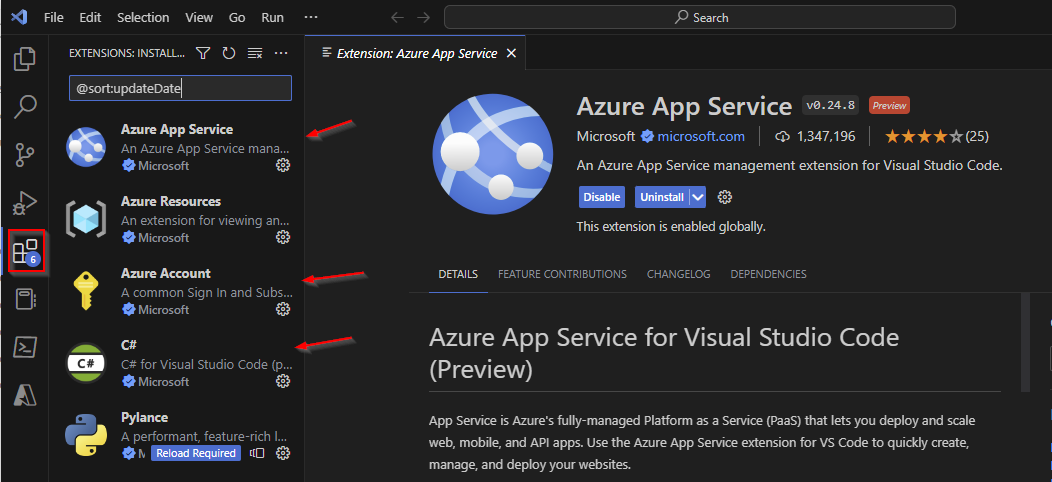 File Edit View Go Run ··· Search
EXTENSIONS: INSTALL... ···
Extension: Azure App Service
@sort:updateDate
Azure App Service
An Azure App Service mana...
Microsoft
Azure Resources
An extension for viewing an...
Microsoft
6
Azure Account
A common Sign In and Subs...
Microsoft
C#
C#
C# for Visual Studio Code (p...
Microsoft
Pylance
A performant, feature-rich l...
M Reload Required
Azure App Service v0.24.8 Preview
Microsoft microsoft.com 1,347,196 (25)
An Azure App Service management extension for Visual Studio Code.
Disable Uninstall
This extension is enabled globally.
DETAILS FEATURE CONTRIBUTIONS CHANGELOG DEPENDENCIES
Azure App Service for Visual Studio Code
(Preview)
App Service is Azure's fully-managed Platform as a Service (PaaS) that lets you deploy and scale
web, mobile, and API apps. Use the Azure App Service extension for VS Code to quickly create,
manage, and deploy your websites.